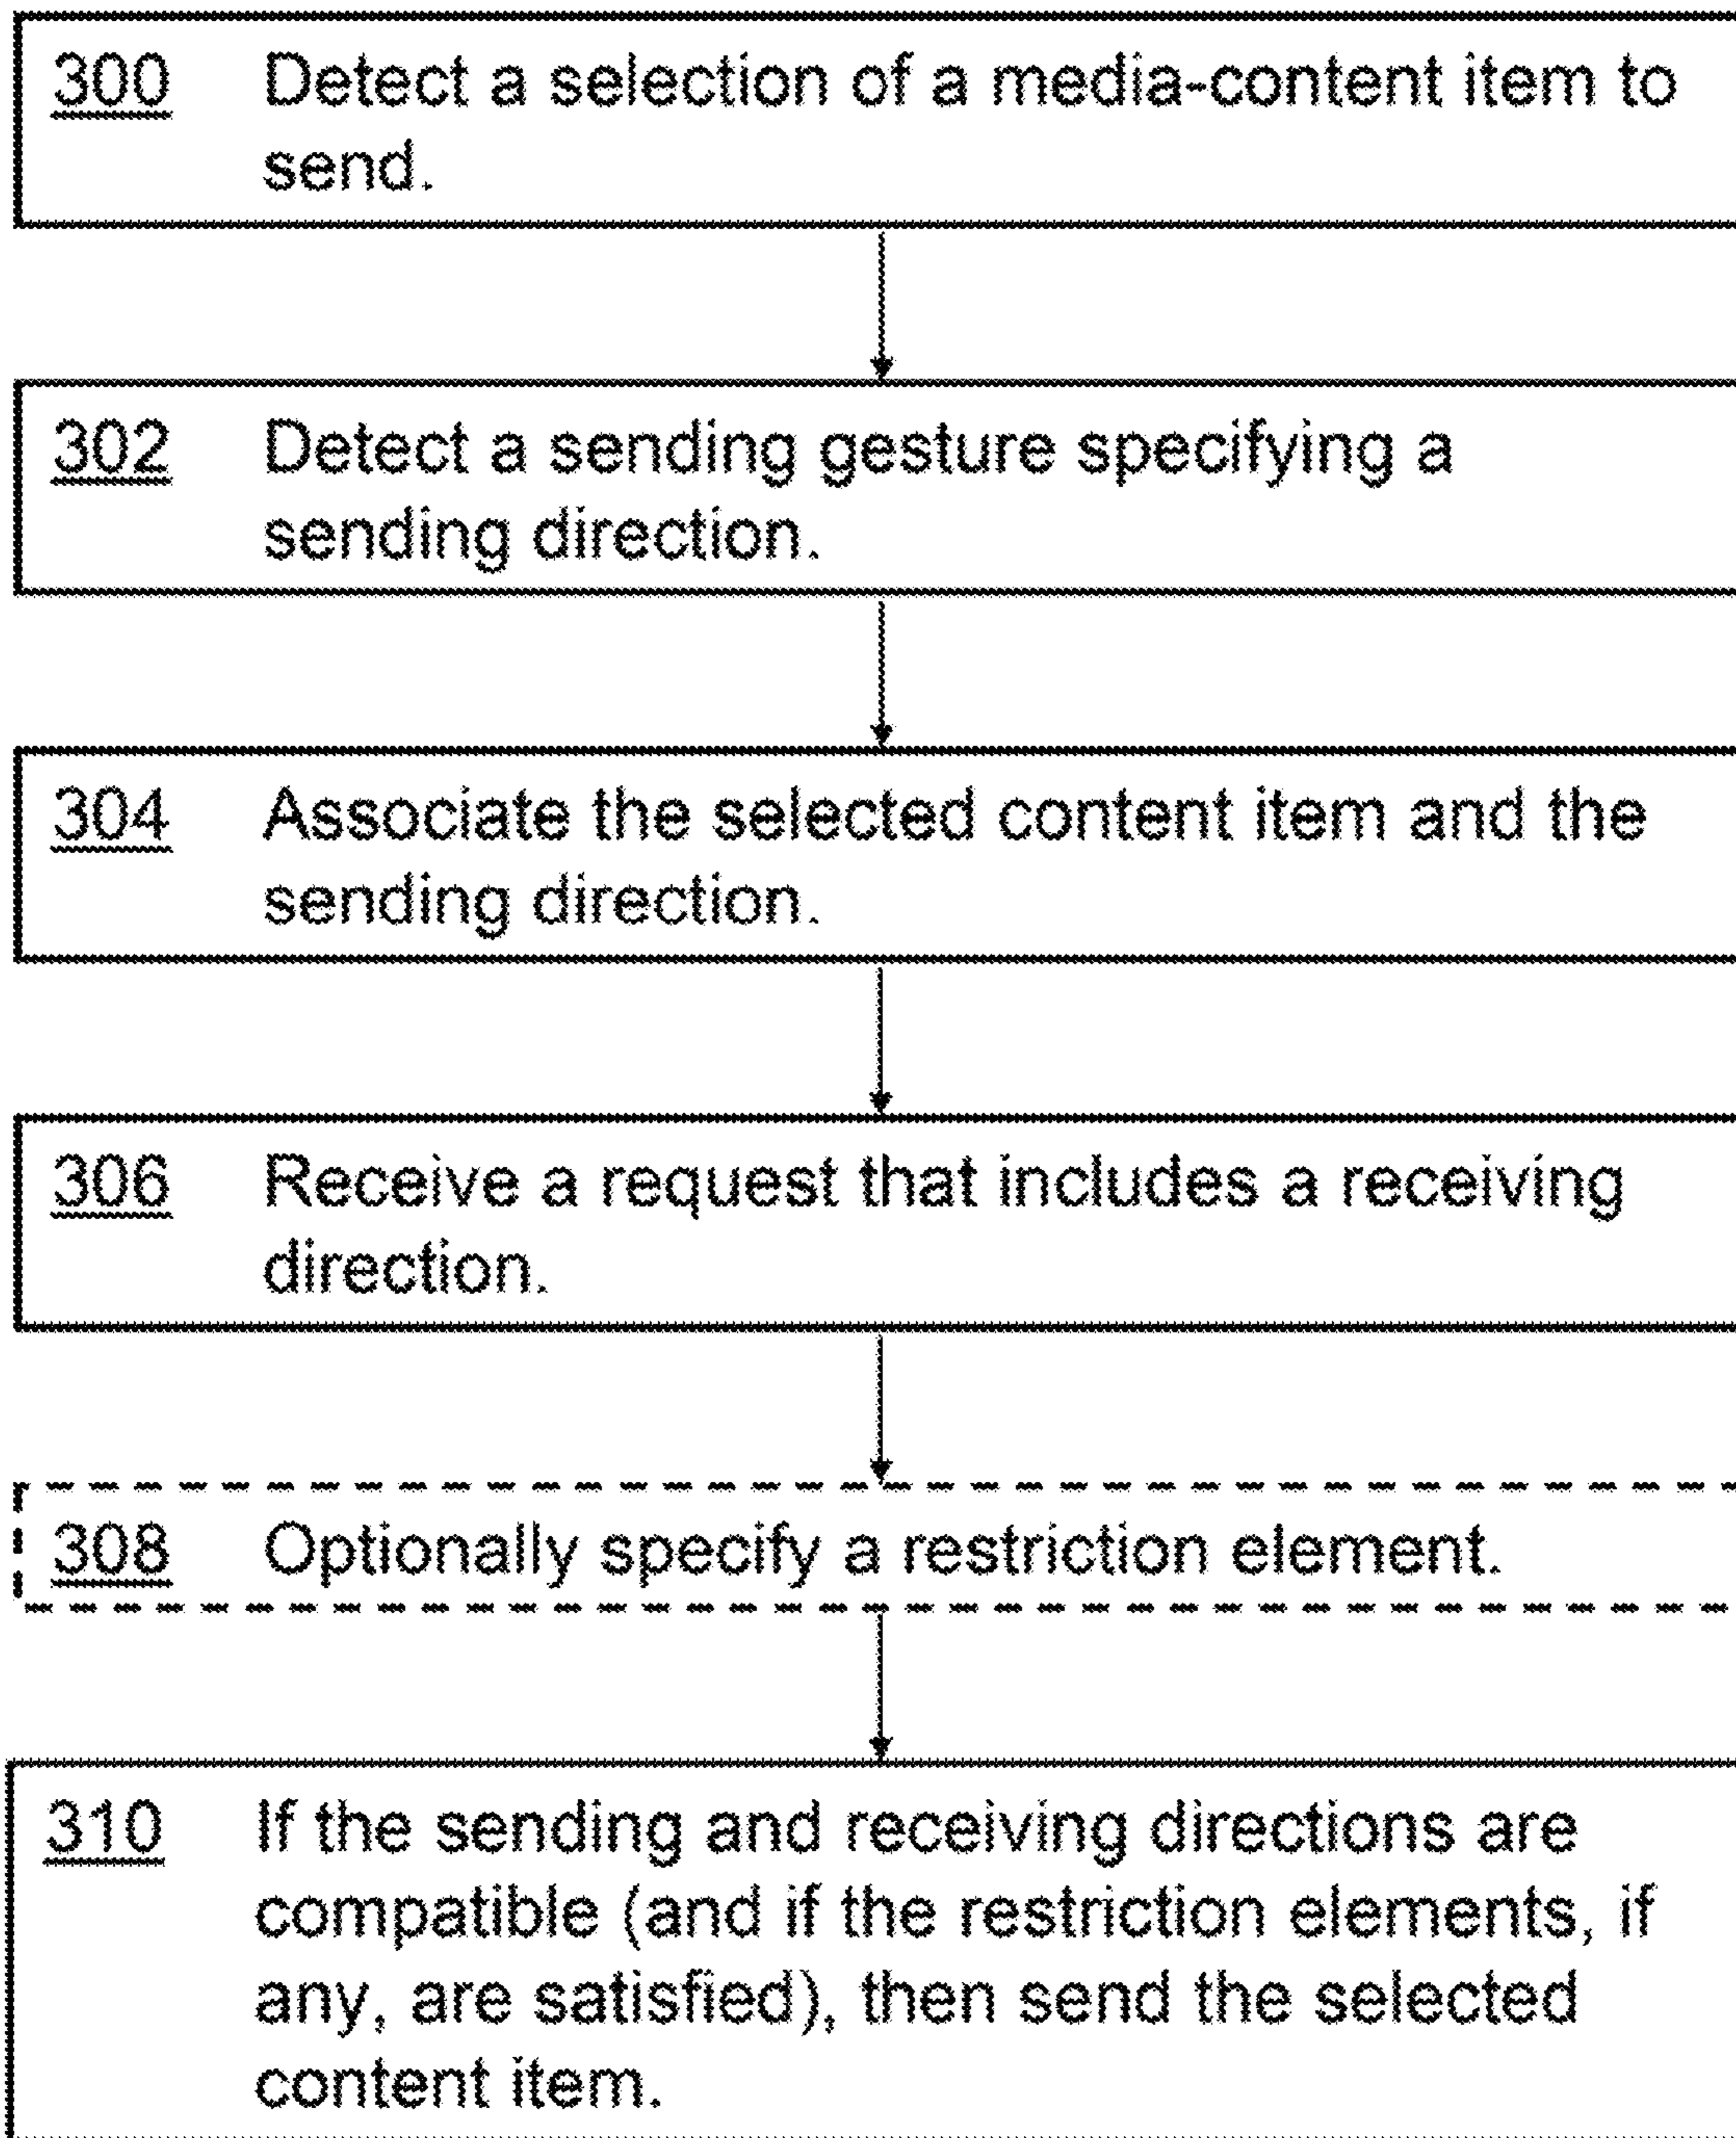 300 Detect a selection of a media-content item to
send.
302 Detect a sending gesture specifying a
sending direction.
304 Associate the selected content item and the
sending direction.
306 Receive a request that includes a receiving
direction.
308 Optionally specify a restriction element.
310 If the sending and receiving directions are
compatible (and if the restriction elements, if
any, are satisfied), then send the selected
content item.